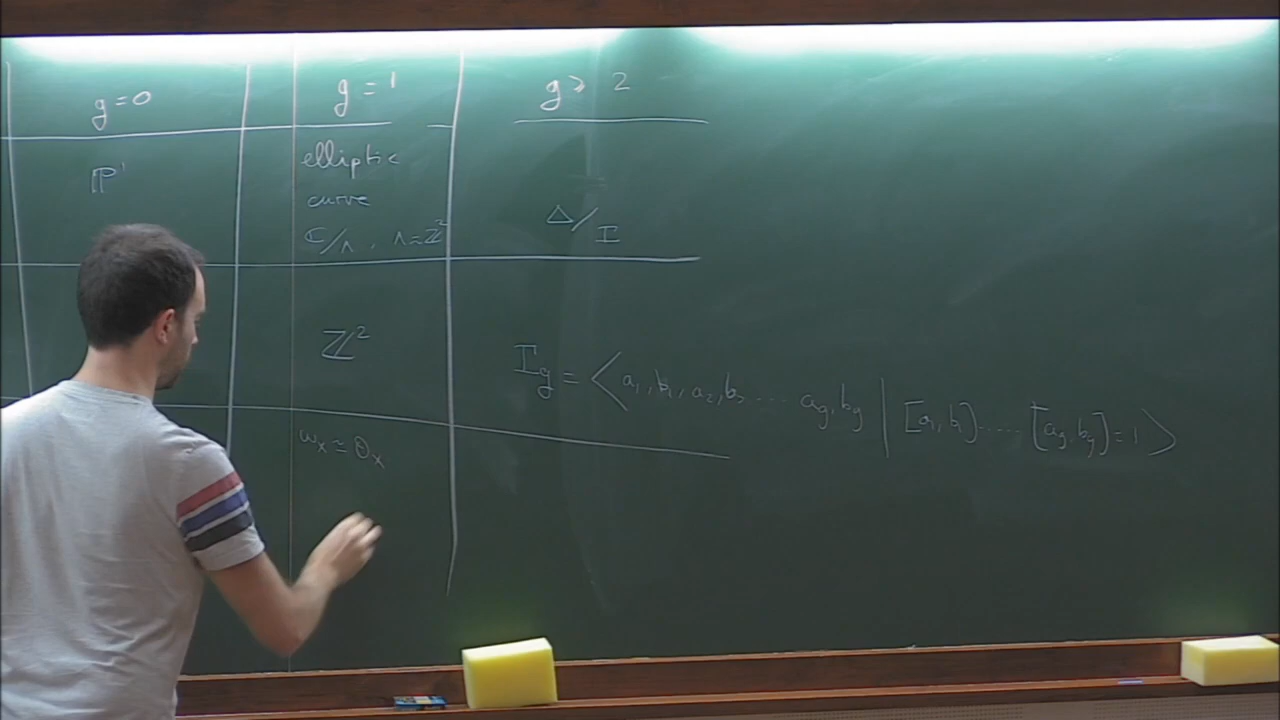 g=0
g=1
g≥2
ℙ¹
elliptic
curve
ℂ/Λ, Λ≃ℤ²
Δ/Γ
ℤ²
Γg = <a₁,b₁,a₂,b₂.... ag,bg | [a₁,b₁]..... [ag,bg]=1>
ωₓ ≃ Oₓ